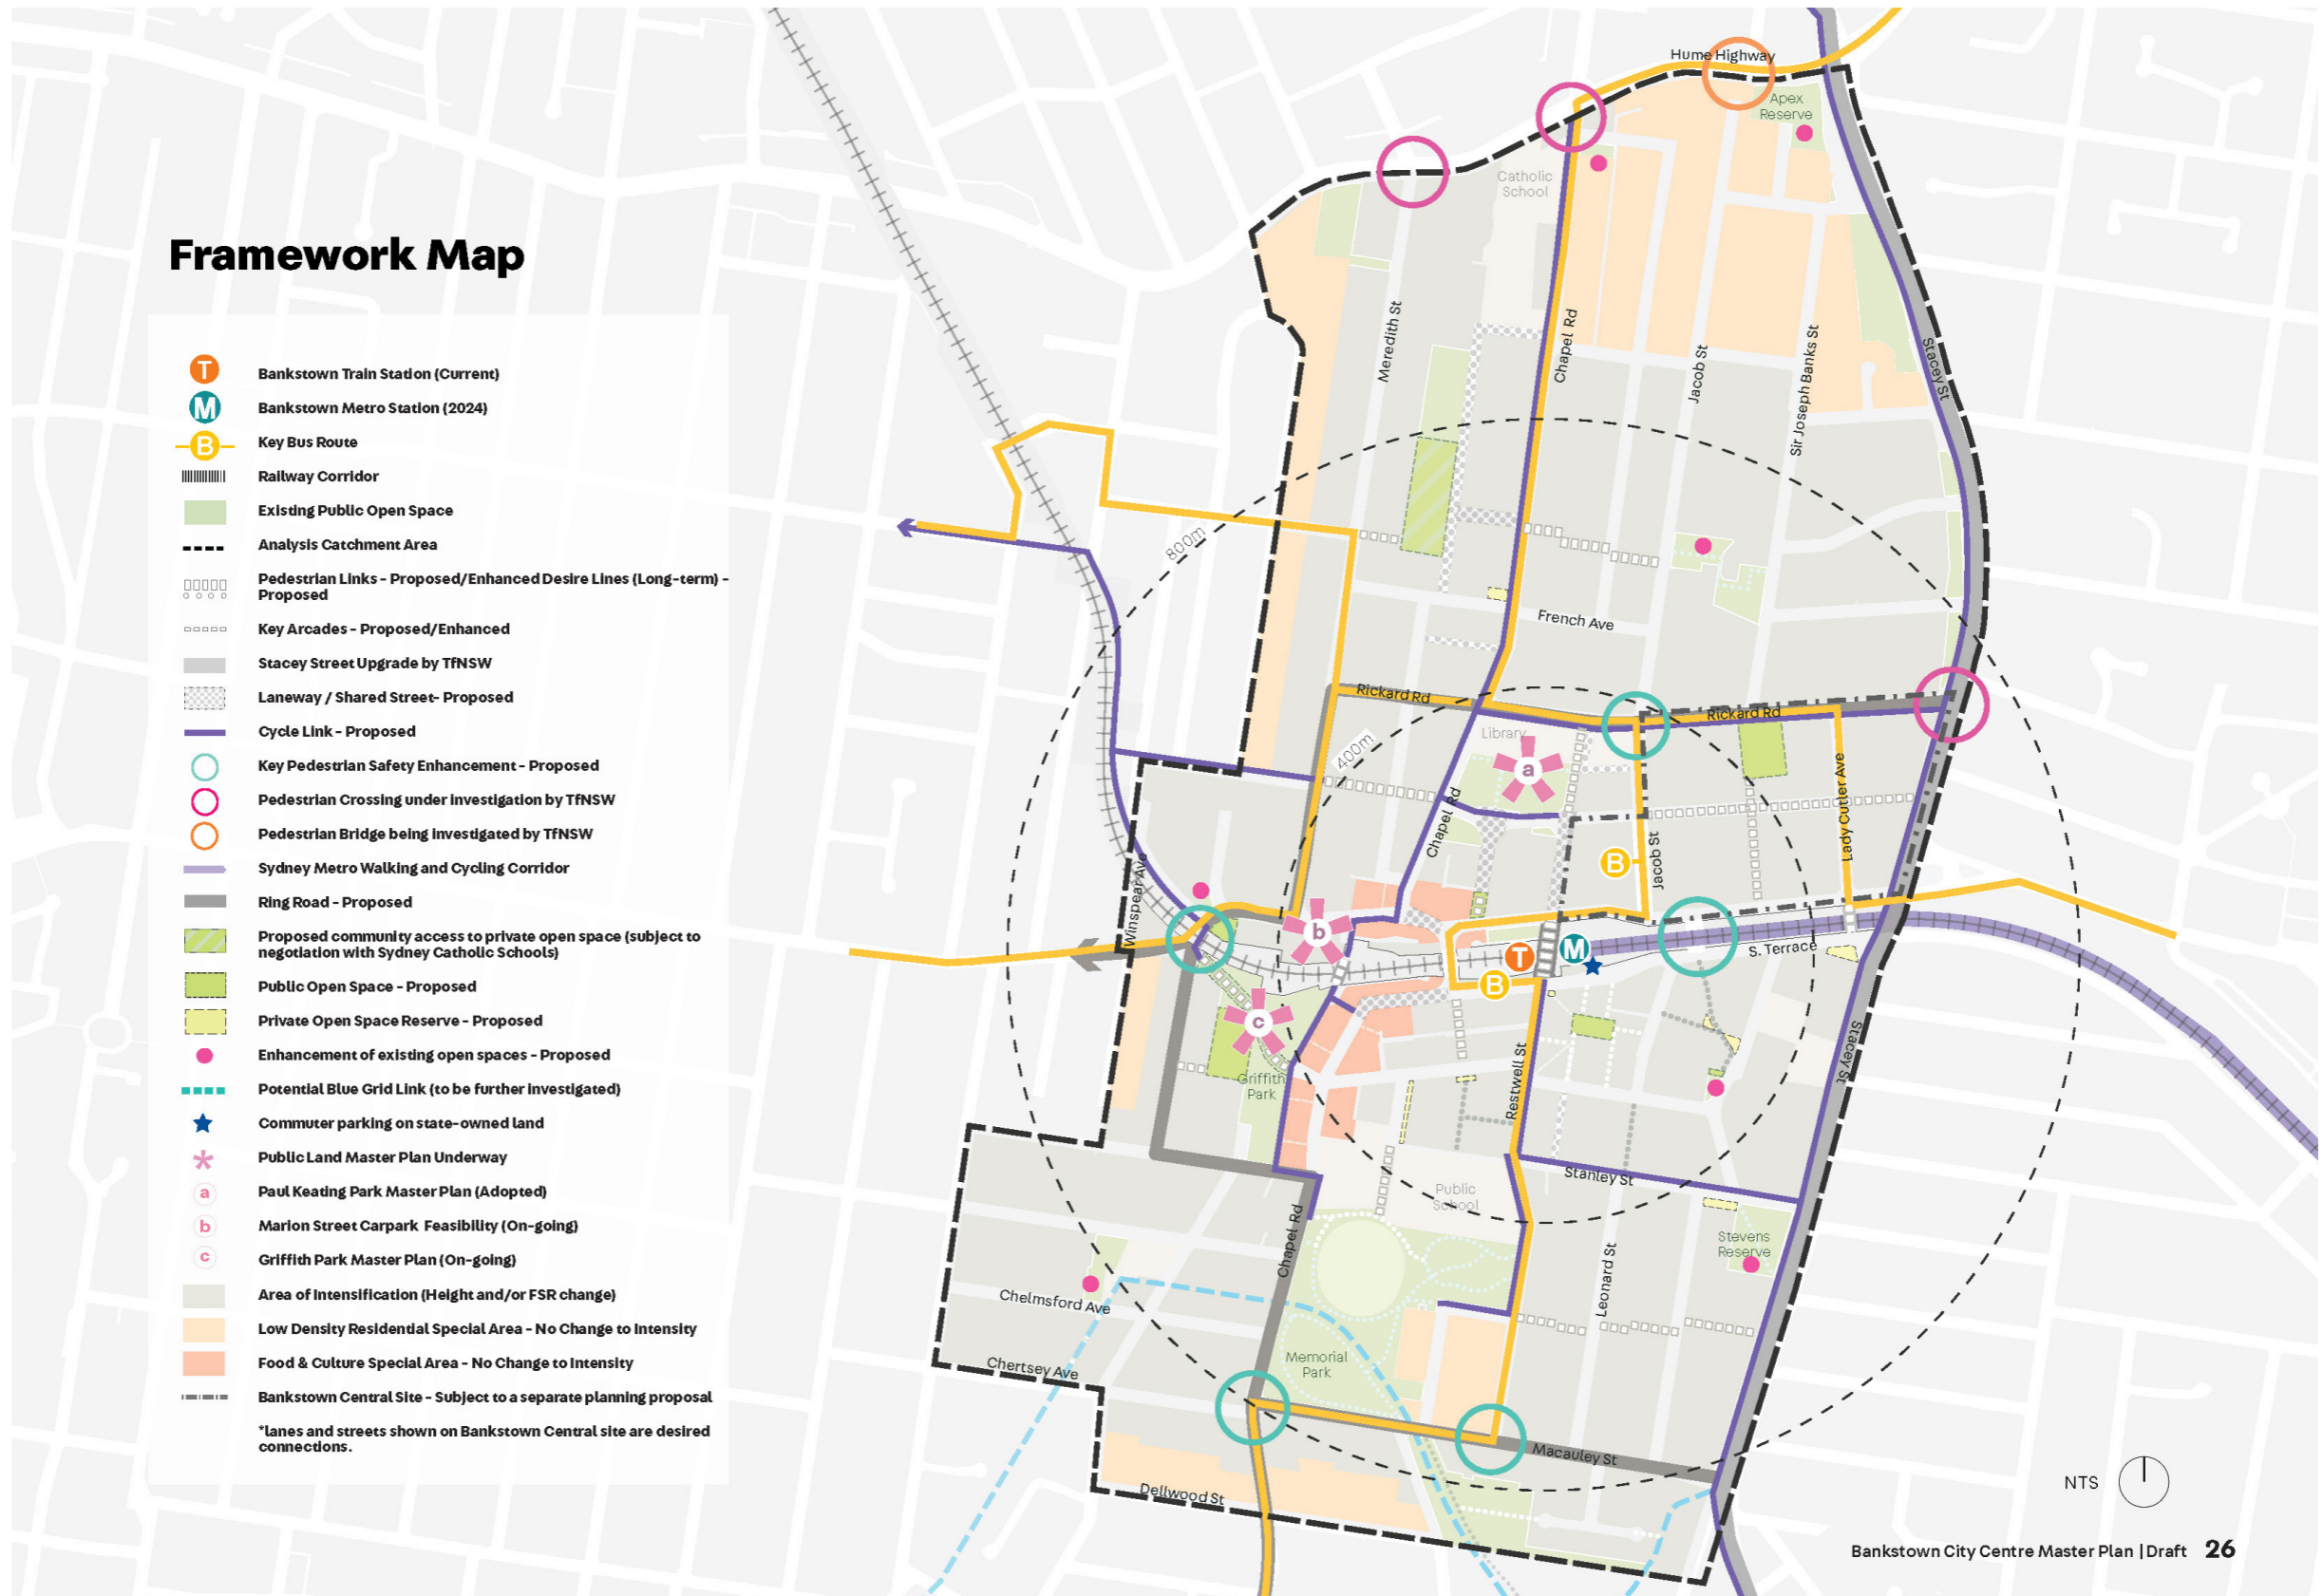 Framework Map
T
Bankstown Train Station (Current)
M
Bankstown Metro Station (2024)
B
Key Bus Route
Railway Corridor
Existing Public Open Space
Analysis Catchment Area
Pedestrian Links - Proposed/Enhanced Desire Lines (Long-term) -
Proposed
Key Arcades - Proposed/Enhanced
Stacey Street Upgrade by TfNSW
Laneway / Shared Street- Proposed
Cycle Link - Proposed
Key Pedestrian Safety Enhancement - Proposed
Pedestrian Crossing under investigation by TfNSW
Pedestrian Bridge being investigated by TfNSW
Sydney Metro Walking and Cycling Corridor
Ring Road - Proposed
Proposed community access to private open space (subject to
negotiation with Sydney Catholic Schools)
Public Open Space - Proposed
Private Open Space Reserve - Proposed
Enhancement of existing open spaces - Proposed
Potential Blue Grid Link (to be further investigated)
Commuter parking on state-owned land
Public Land Master Plan Underway
a
Paul Keating Park Master Plan (Adopted)
b
Marion Street Carpark Feasibility (On-going)
c
Griffith Park Master Plan (On-going)
Area of Intensification (Height and/or FSR change)
Low Density Residential Special Area - No Change to Intensity
Food & Culture Special Area - No Change to Intensity
Bankstown Central Site - Subject to a separate planning proposal
*lanes and streets shown on Bankstown Central site are desired
connections.
Hume Highway
Apex
Reserve
Catholic
School
Meredith St
Chapel Rd
Jacob St
Sir Joseph Banks St
Stacey St
800m
French Ave
Rickard Rd
Rickard Rd
400m
Library
a
Chapel Rd
Lady Cutler Ave
Jacob St
B
Winspear Ave
b
T
M
B
S. Terrace
c
Griffith
Park
Restwell St
Stacey St
Stanley St
Public
School
Chapel Rd
Leonard St
Stevens
Reserve
Chelmsford Ave
Chertsey Ave
Memorial
Park
Macauley St
Dellwood St
NTS
Bankstown City Centre Master Plan | Draft 26